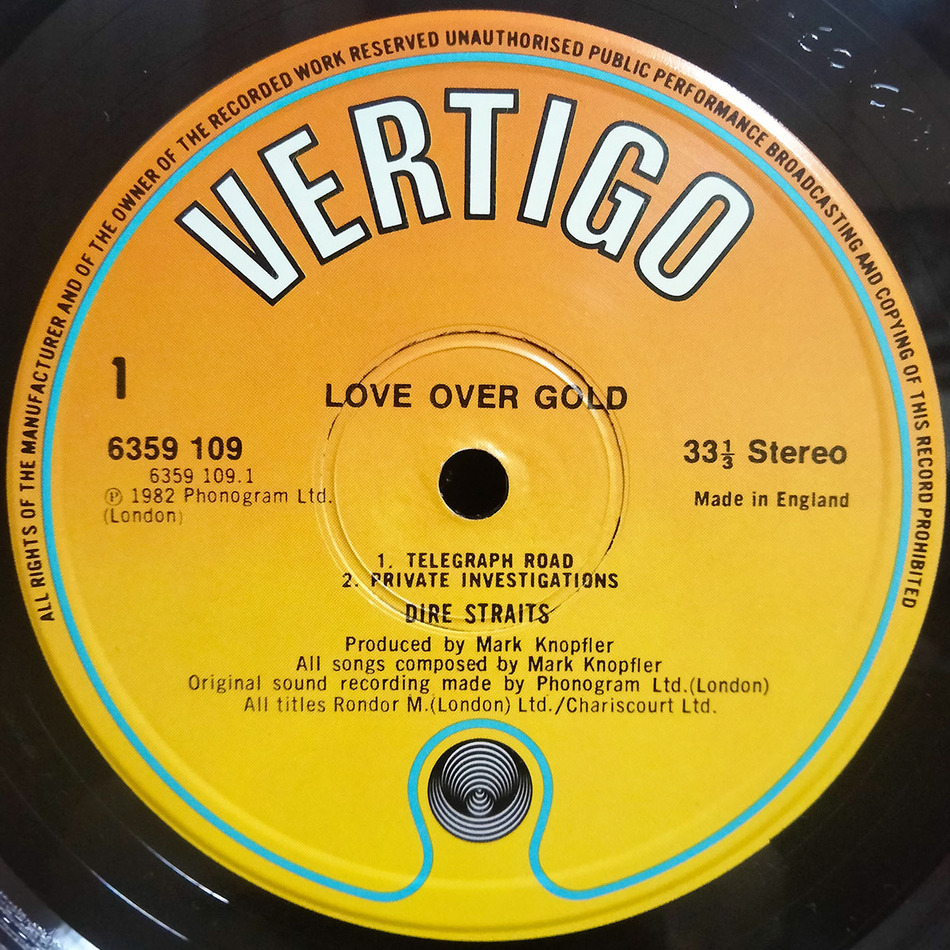 ALL RIGHTS OF THE MANUFACTURER AND OF THE OWNER OF THE RECORDED WORK RESERVED UNAUTHORISED PUBLIC PERFORMANCE BROADCASTING AND COPYING OF THIS RECORD PROHIBITED
VERTIGO
1
LOVE OVER GOLD
6359 109
6359 109.1
℗ 1982 Phonogram Ltd.
(London)
33⅓ Stereo
Made in England
1. TELEGRAPH ROAD
2. PRIVATE INVESTIGATIONS
DIRE STRAITS
Produced by Mark Knopfler
All songs composed by Mark Knopfler
Original sound recording made by Phonogram Ltd.(London)
All titles Rondor M.(London) Ltd./Chariscourt Ltd.